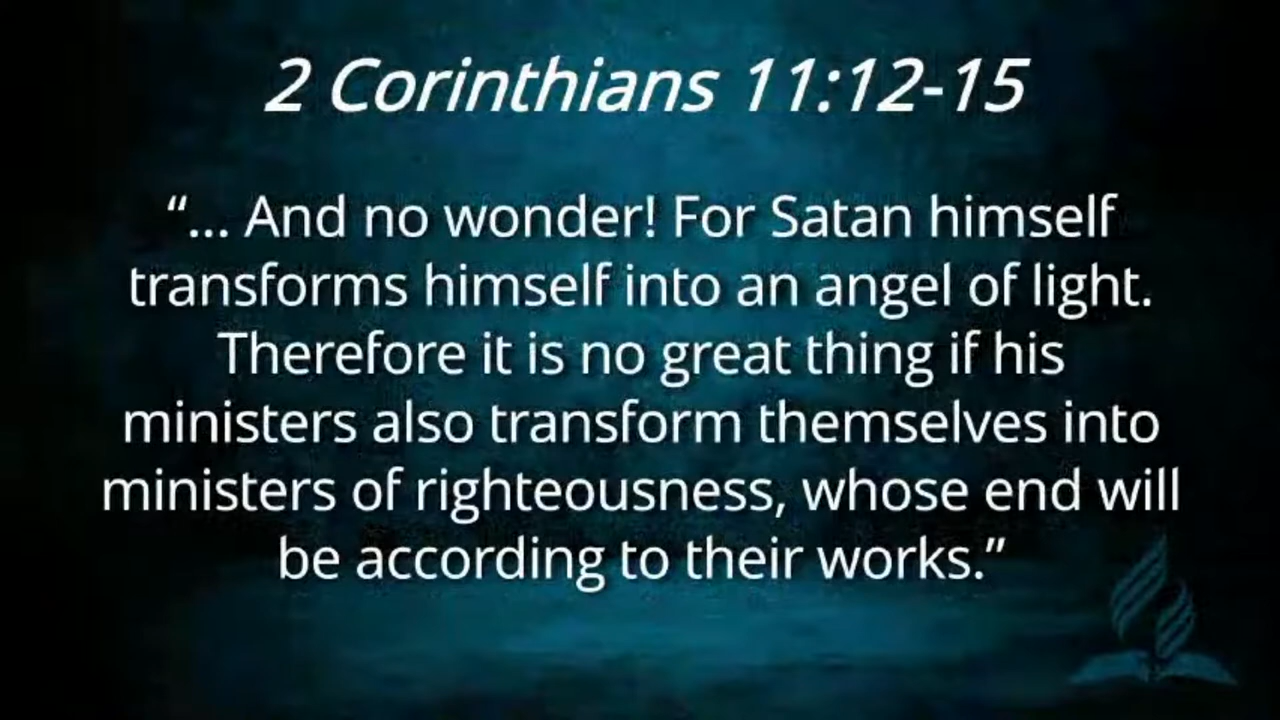 2 Corinthians 11:12-15
“... And no wonder! For Satan himself
transforms himself into an angel of light.
Therefore it is no great thing if his
ministers also transform themselves into
ministers of righteousness, whose end will
be according to their works.”